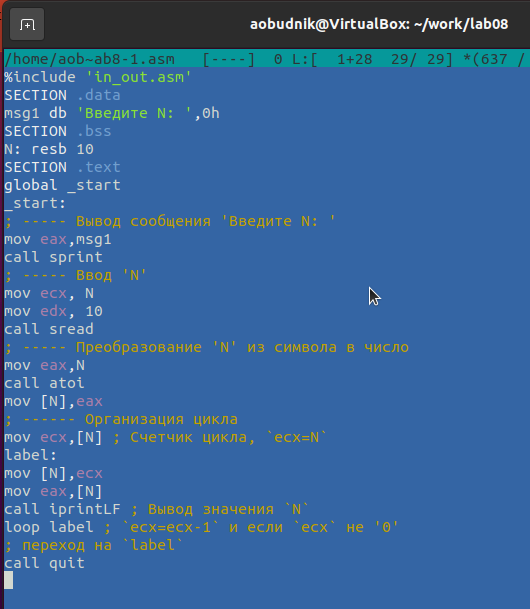 aobudnik@VirtualBox: ~/work/lab08
/home/aob~ab8-1.asm [----] 0 L:[ 1+28 29/ 29] *(637 /
%include 'in_out.asm'
SECTION .data
msg1 db 'Введите N: ',0h
SECTION .bss
N: resb 10
SECTION .text
global _start
_start:
; ----- Вывод сообщения 'Введите N: '
mov eax,msg1
call sprint
; ----- Ввод 'N'
mov ecx, N
mov edx, 10
call sread
; ----- Преобразование 'N' из символа в число
mov eax,N
call atoi
mov [N],eax
; ------ Организация цикла
mov ecx,[N] ; Счетчик цикла, `ecx=N`
label:
mov [N],ecx
mov eax,[N]
call iprintLF ; Вывод значения `N`
loop label ; `ecx=ecx-1` и если `ecx` не '0'
; переход на `label`
call quit